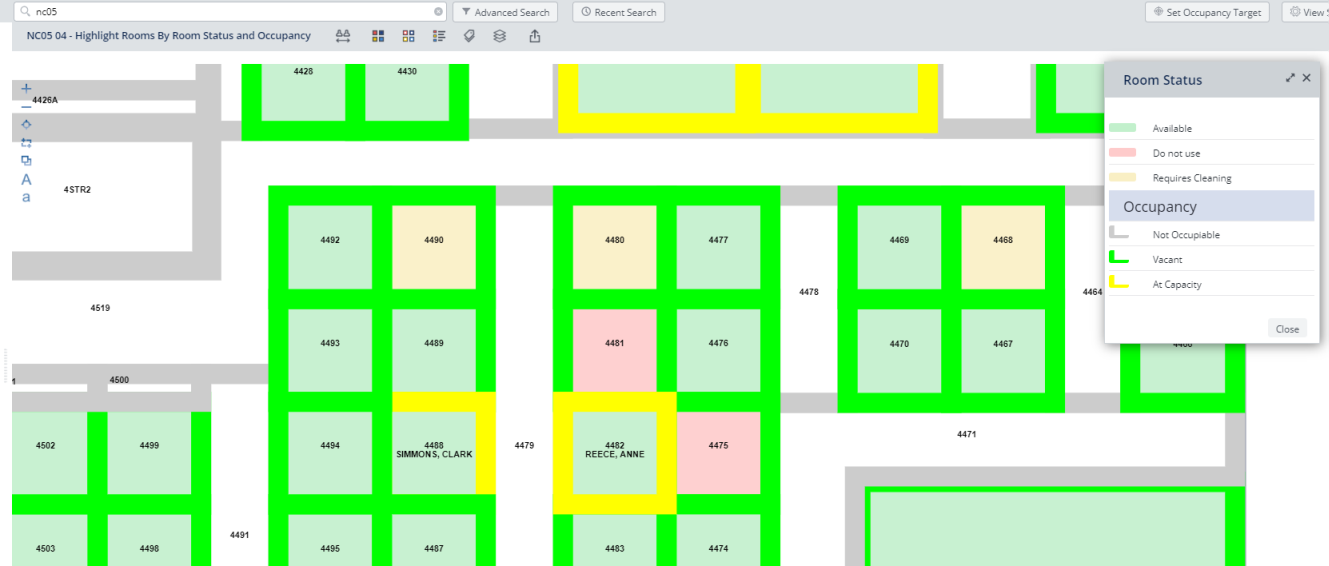 nc05
Advanced Search
Recent Search
Set Occupancy Target
View
NC05 04 - Highlight Rooms By Room Status and Occupancy
4428
4430
4426A
4STR2
A
a
Room Status
Available
Do not use
Requires Cleaning
Occupancy
Not Occupiable
Vacant
At Capacity
Close
4492
4490
4480
4477
4469
4468
4478
4464
4519
4493
4489
4481
4476
4470
4467
4500
4502
4499
4494
4488
SIMMONS, CLARK
4479
4482
REECE, ANNE
4475
4471
4491
4503
4498
4495
4487
4483
4474